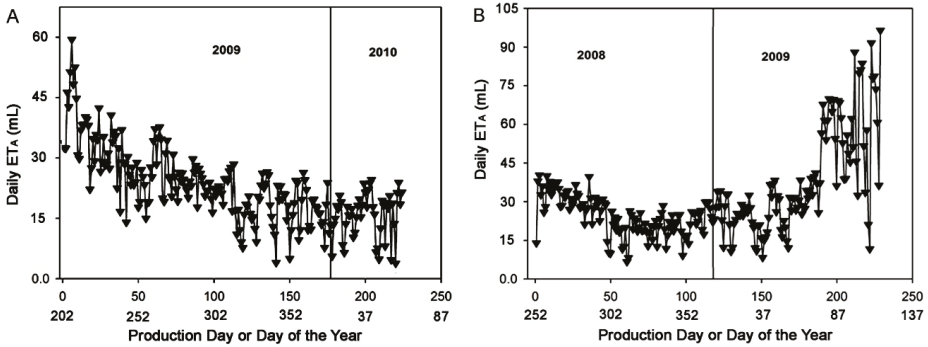 A
60
45
30
15
0.0
Daily ETA (mL)
2009
2010
0 50 100 150 200 250
202 252 302 352 37 87
Production Day or Day of the Year
B
105
90
75
60
45
30
15
0.0
Daily ETA (mL)
2008
2009
0 50 100 150 200 250
252 302 352 37 87 137
Production Day or Day of the Year